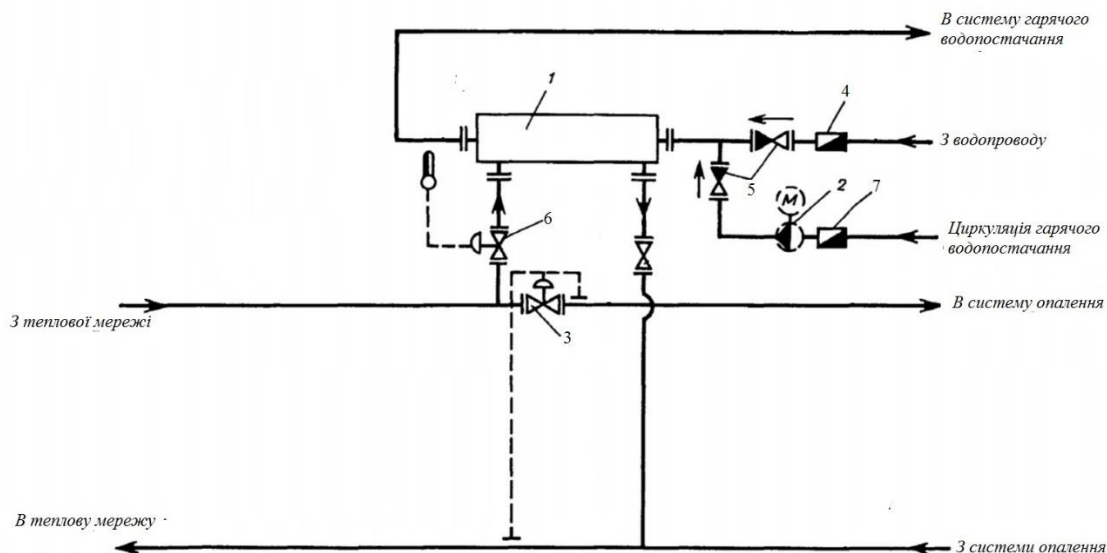 В систему гарячого
водопостачання
1
4
З водопроводу
5
М
2
7
6
Циркуляція гарячого
водопостачання
В систему опалення
З теплової мережі
3
В теплову мережу
З системи опалення